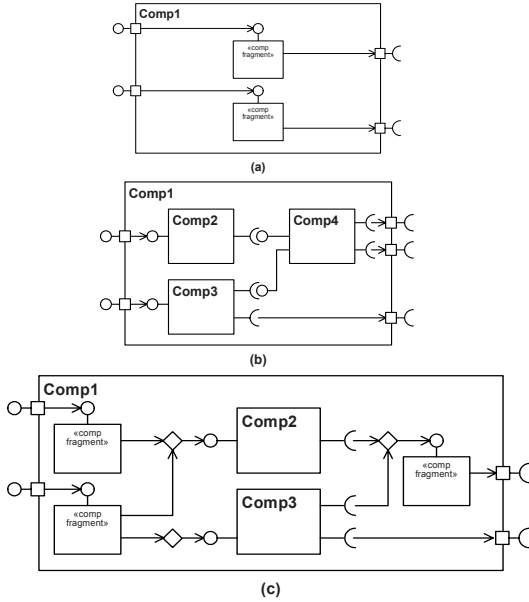 Comp1
«comp
fragment»
«comp
fragment»
(a)
Comp1
Comp2
Comp4
Comp3
(b)
Comp1
«comp
fragment»
Comp2
«comp
fragment»
«comp
fragment»
Comp3
(c)